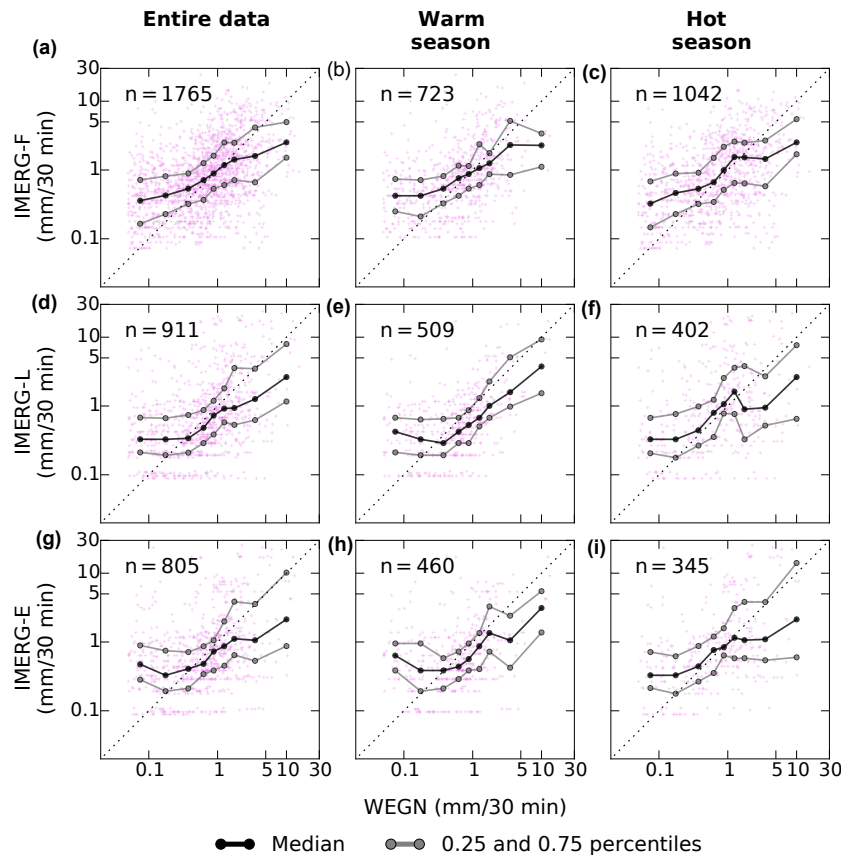 Entire data
Warm
season
Hot
season
(a)
(b)
(c)
n = 1765
n = 723
n = 1042
IMERG-F
(mm/30 min)
30
10
5
1
0.1
(d)
(e)
(f)
n = 911
n = 509
n = 402
IMERG-L
(mm/30 min)
30
10
5
1
0.1
(g)
(h)
(i)
n = 805
n = 460
n = 345
IMERG-E
(mm/30 min)
30
10
5
1
0.1
0.1 1 5 10 30
0.1 1 5 10 30
0.1 1 5 10 30
WEGN (mm/30 min)
Median
0.25 and 0.75 percentiles